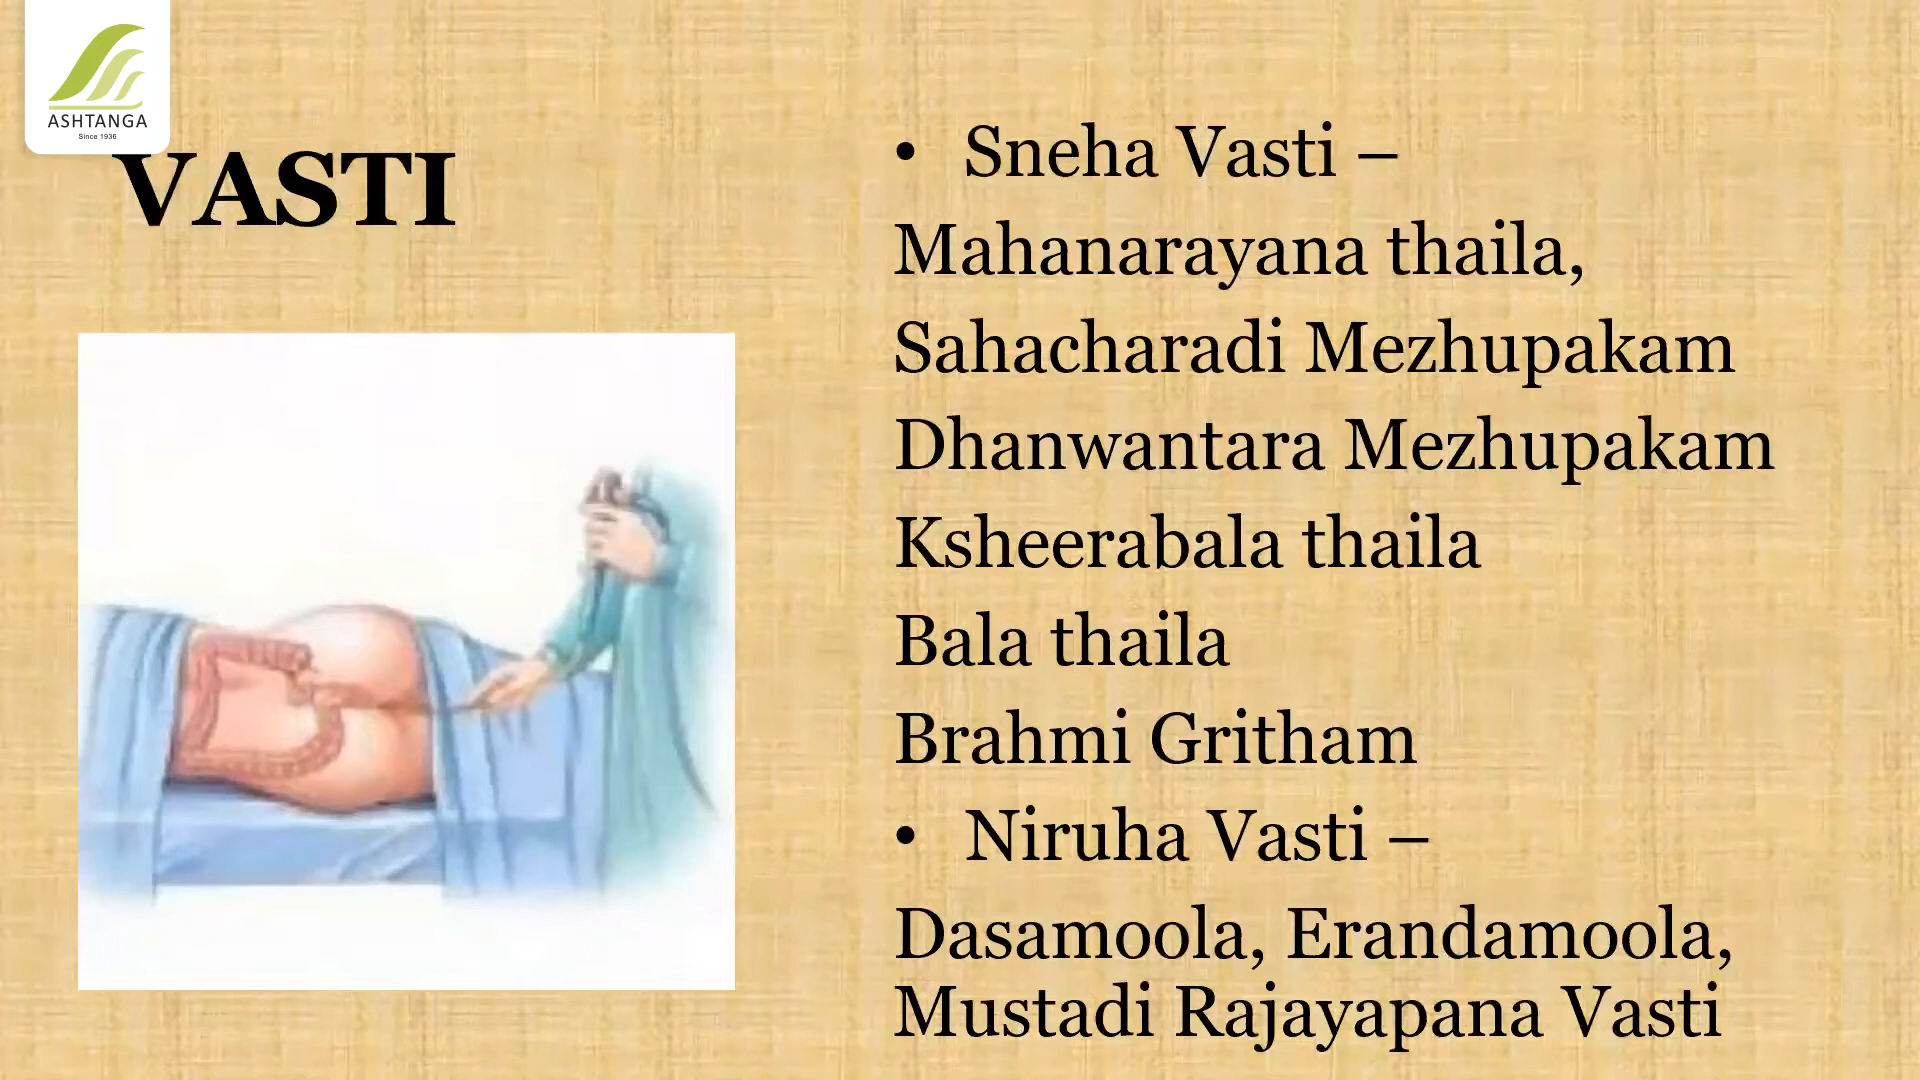 ASHTANGA
Since 1936
VASTI
• Sneha Vasti –
Mahanarayana thaila,
Sahacharadi Mezhupakam
Dhanwantara Mezhupakam
Ksheerabala thaila
Bala thaila
Brahmi Gritham
• Niruha Vasti –
Dasamoola, Erandamoola,
Mustadi Rajayapana Vasti